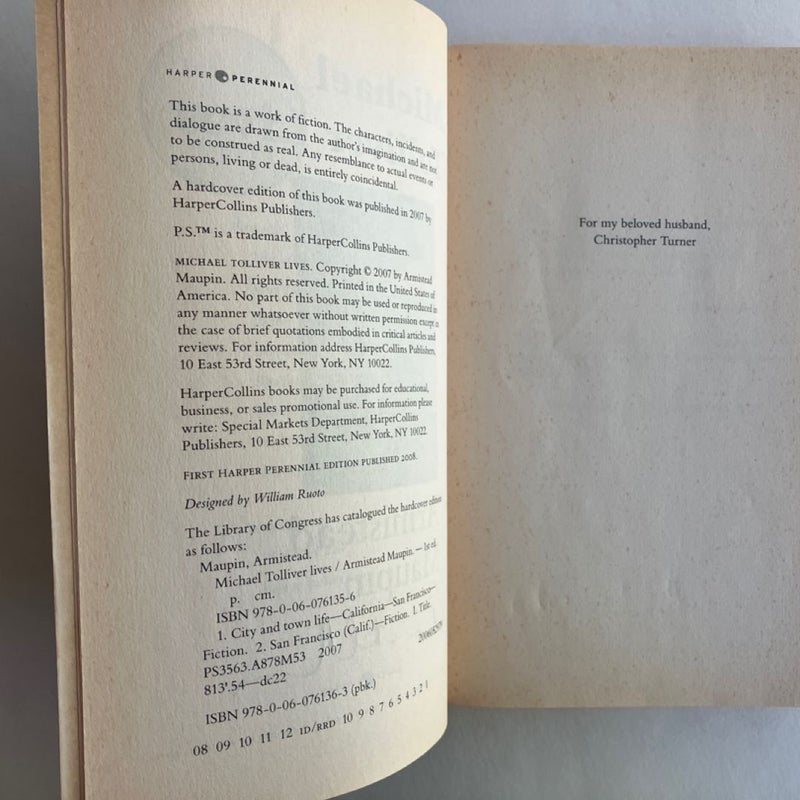 HARPER PERENNIAL
This book is a work of fiction. The characters, incidents, and
dialogue are drawn from the author's imagination and are not
to be construed as real. Any resemblance to actual events or
persons, living or dead, is entirely coincidental.
A hardcover edition of this book was published in 2007 by
HarperCollins Publishers.
P.S.™ is a trademark of HarperCollins Publishers.
MICHAEL TOLLIVER LIVES. Copyright © 2007 by Armistead
Maupin. All rights reserved. Printed in the United States of
America. No part of this book may be used or reproduced in
any manner whatsoever without written permission except in
the case of brief quotations embodied in critical articles and
reviews. For information address HarperCollins Publishers,
10 East 53rd Street, New York, NY 10022.
HarperCollins books may be purchased for educational,
business, or sales promotional use. For information please
write: Special Markets Department, HarperCollins
Publishers, 10 East 53rd Street, New York, NY 10022.
FIRST HARPER PERENNIAL EDITION PUBLISHED 2008.
Designed by William Ruoto
The Library of Congress has catalogued the hardcover edition
as follows:
Maupin, Armistead.
Michael Tolliver lives / Armistead Maupin. — 1st ed.
p. cm.
ISBN 978-0-06-076135-6
1. City and town life—California—San Francisco—
Fiction. 2. San Francisco (Calif.)—Fiction. I. Title.
PS3563.A878M53 2007
813'.54—dc22
ISBN 978-0-06-076136-3 (pbk.)
08 09 10 11 12 ID/RRD 10 9 8 7 6 5 4 3 2 1
For my beloved husband,
Christopher Turner